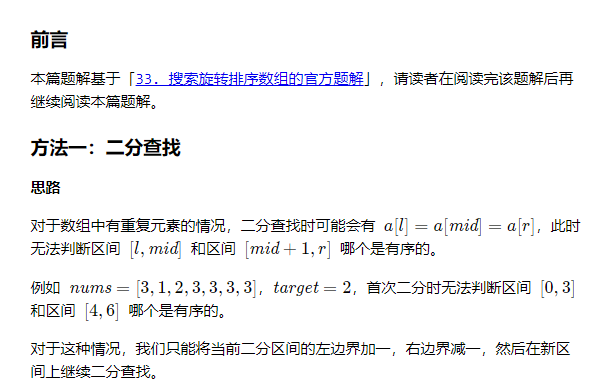 前言
本篇题解基于「33. 搜索旋转排序数组的官方题解」，请读者在阅读完该题解后再
继续阅读本篇题解。
方法一：二分查找
思路
对于数组中有重复元素的情况，二分查找时可能会有 a[l] = a[mid] = a[r]，此时
无法判断区间 [l, mid] 和区间 [mid + 1, r] 哪个是有序的。
例如 nums = [3, 1, 2, 3, 3, 3, 3]，target = 2，首次二分时无法判断区间 [0, 3]
和区间 [4, 6] 哪个是有序的。
对于这种情况，我们只能将当前二分区间的左边界加一，右边界减一，然后在新区
间上继续二分查找。